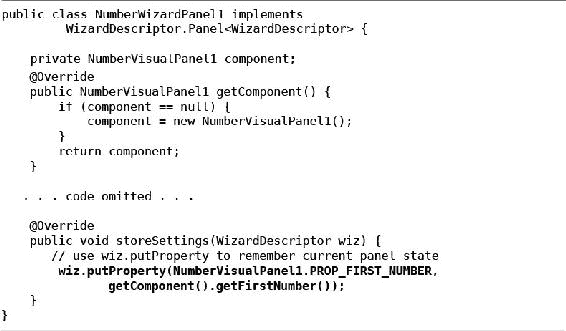 public class NumberWizardPanel1 implements
         WizardDescriptor.Panel<WizardDescriptor> {

    private NumberVisualPanel1 component;
    @Override
    public NumberVisualPanel1 getComponent() {
        if (component == null) {
            component = new NumberVisualPanel1();
        }
        return component;
    }

   . . . code omitted . . .

    @Override
    public void storeSettings(WizardDescriptor wiz) {
       // use wiz.putProperty to remember current panel state
        wiz.putProperty(NumberVisualPanel1.PROP_FIRST_NUMBER,
               getComponent().getFirstNumber());
    }
}